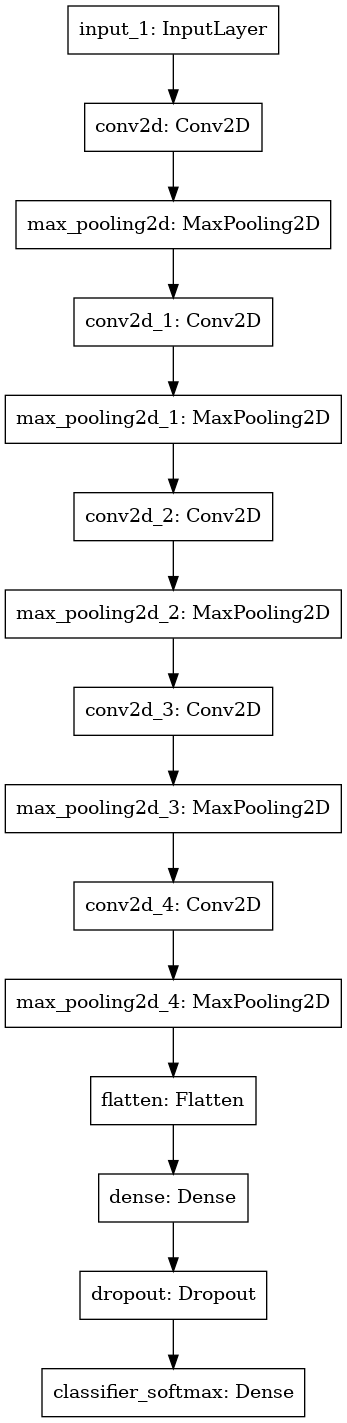 input_1: InputLayer
conv2d: Conv2D
max_pooling2d: MaxPooling2D
conv2d_1: Conv2D
max_pooling2d_1: MaxPooling2D
conv2d_2: Conv2D
max_pooling2d_2: MaxPooling2D
conv2d_3: Conv2D
max_pooling2d_3: MaxPooling2D
conv2d_4: Conv2D
max_pooling2d_4: MaxPooling2D
flatten: Flatten
dense: Dense
dropout: Dropout
classifier_softmax: Dense